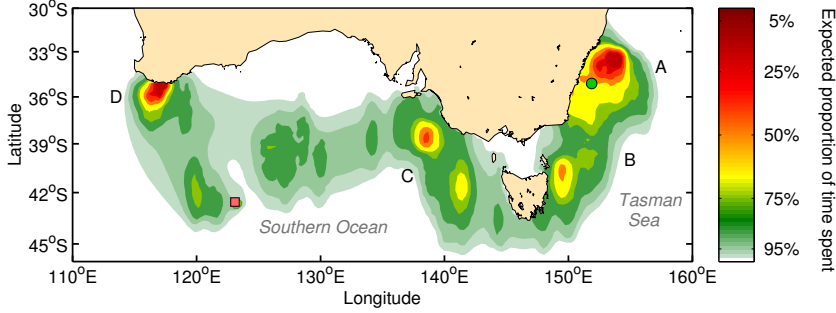 30°S
33°S
36°S
39°S
42°S
45°S
Latitude
110°E
120°E
130°E
140°E
150°E
160°E
Longitude
A
B
C
D
Southern Ocean
Tasman
Sea
5%
25%
50%
75%
95%
Expected proportion of time spent